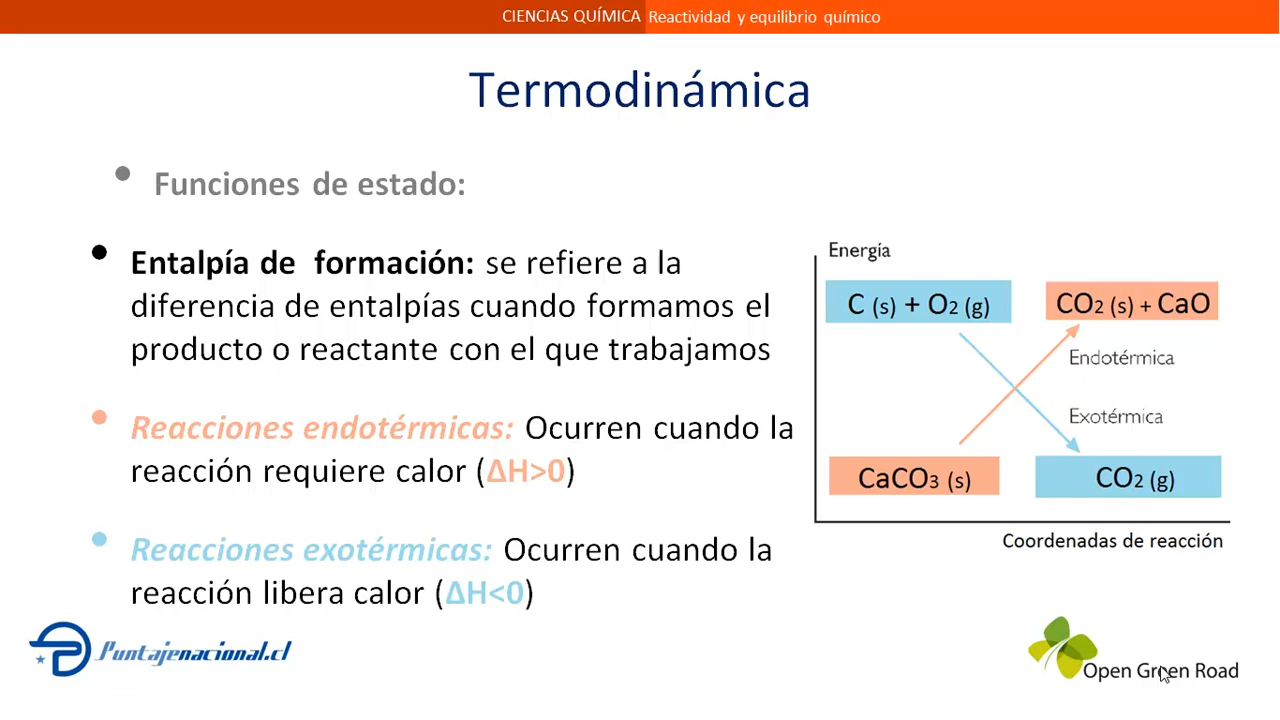 CIENCIAS QUÍMICA Reactividad y equilibrio químico
Termodinámica
• Funciones de estado:
• Entalpía de formación: se refiere a la
diferencia de entalpías cuando formamos el
producto o reactante con el que trabajamos
• Reacciones endotérmicas: Ocurren cuando la
reacción requiere calor (ΔH>0)
• Reacciones exotérmicas: Ocurren cuando la
reacción libera calor (ΔH<0)
Energía
C (s) + O2 (g)
CO2 (s) + CaO
Endotérmica
Exotérmica
CaCO3 (s)
CO2 (g)
Coordenadas de reacción
Puntajenacional.cl
Open Green Road